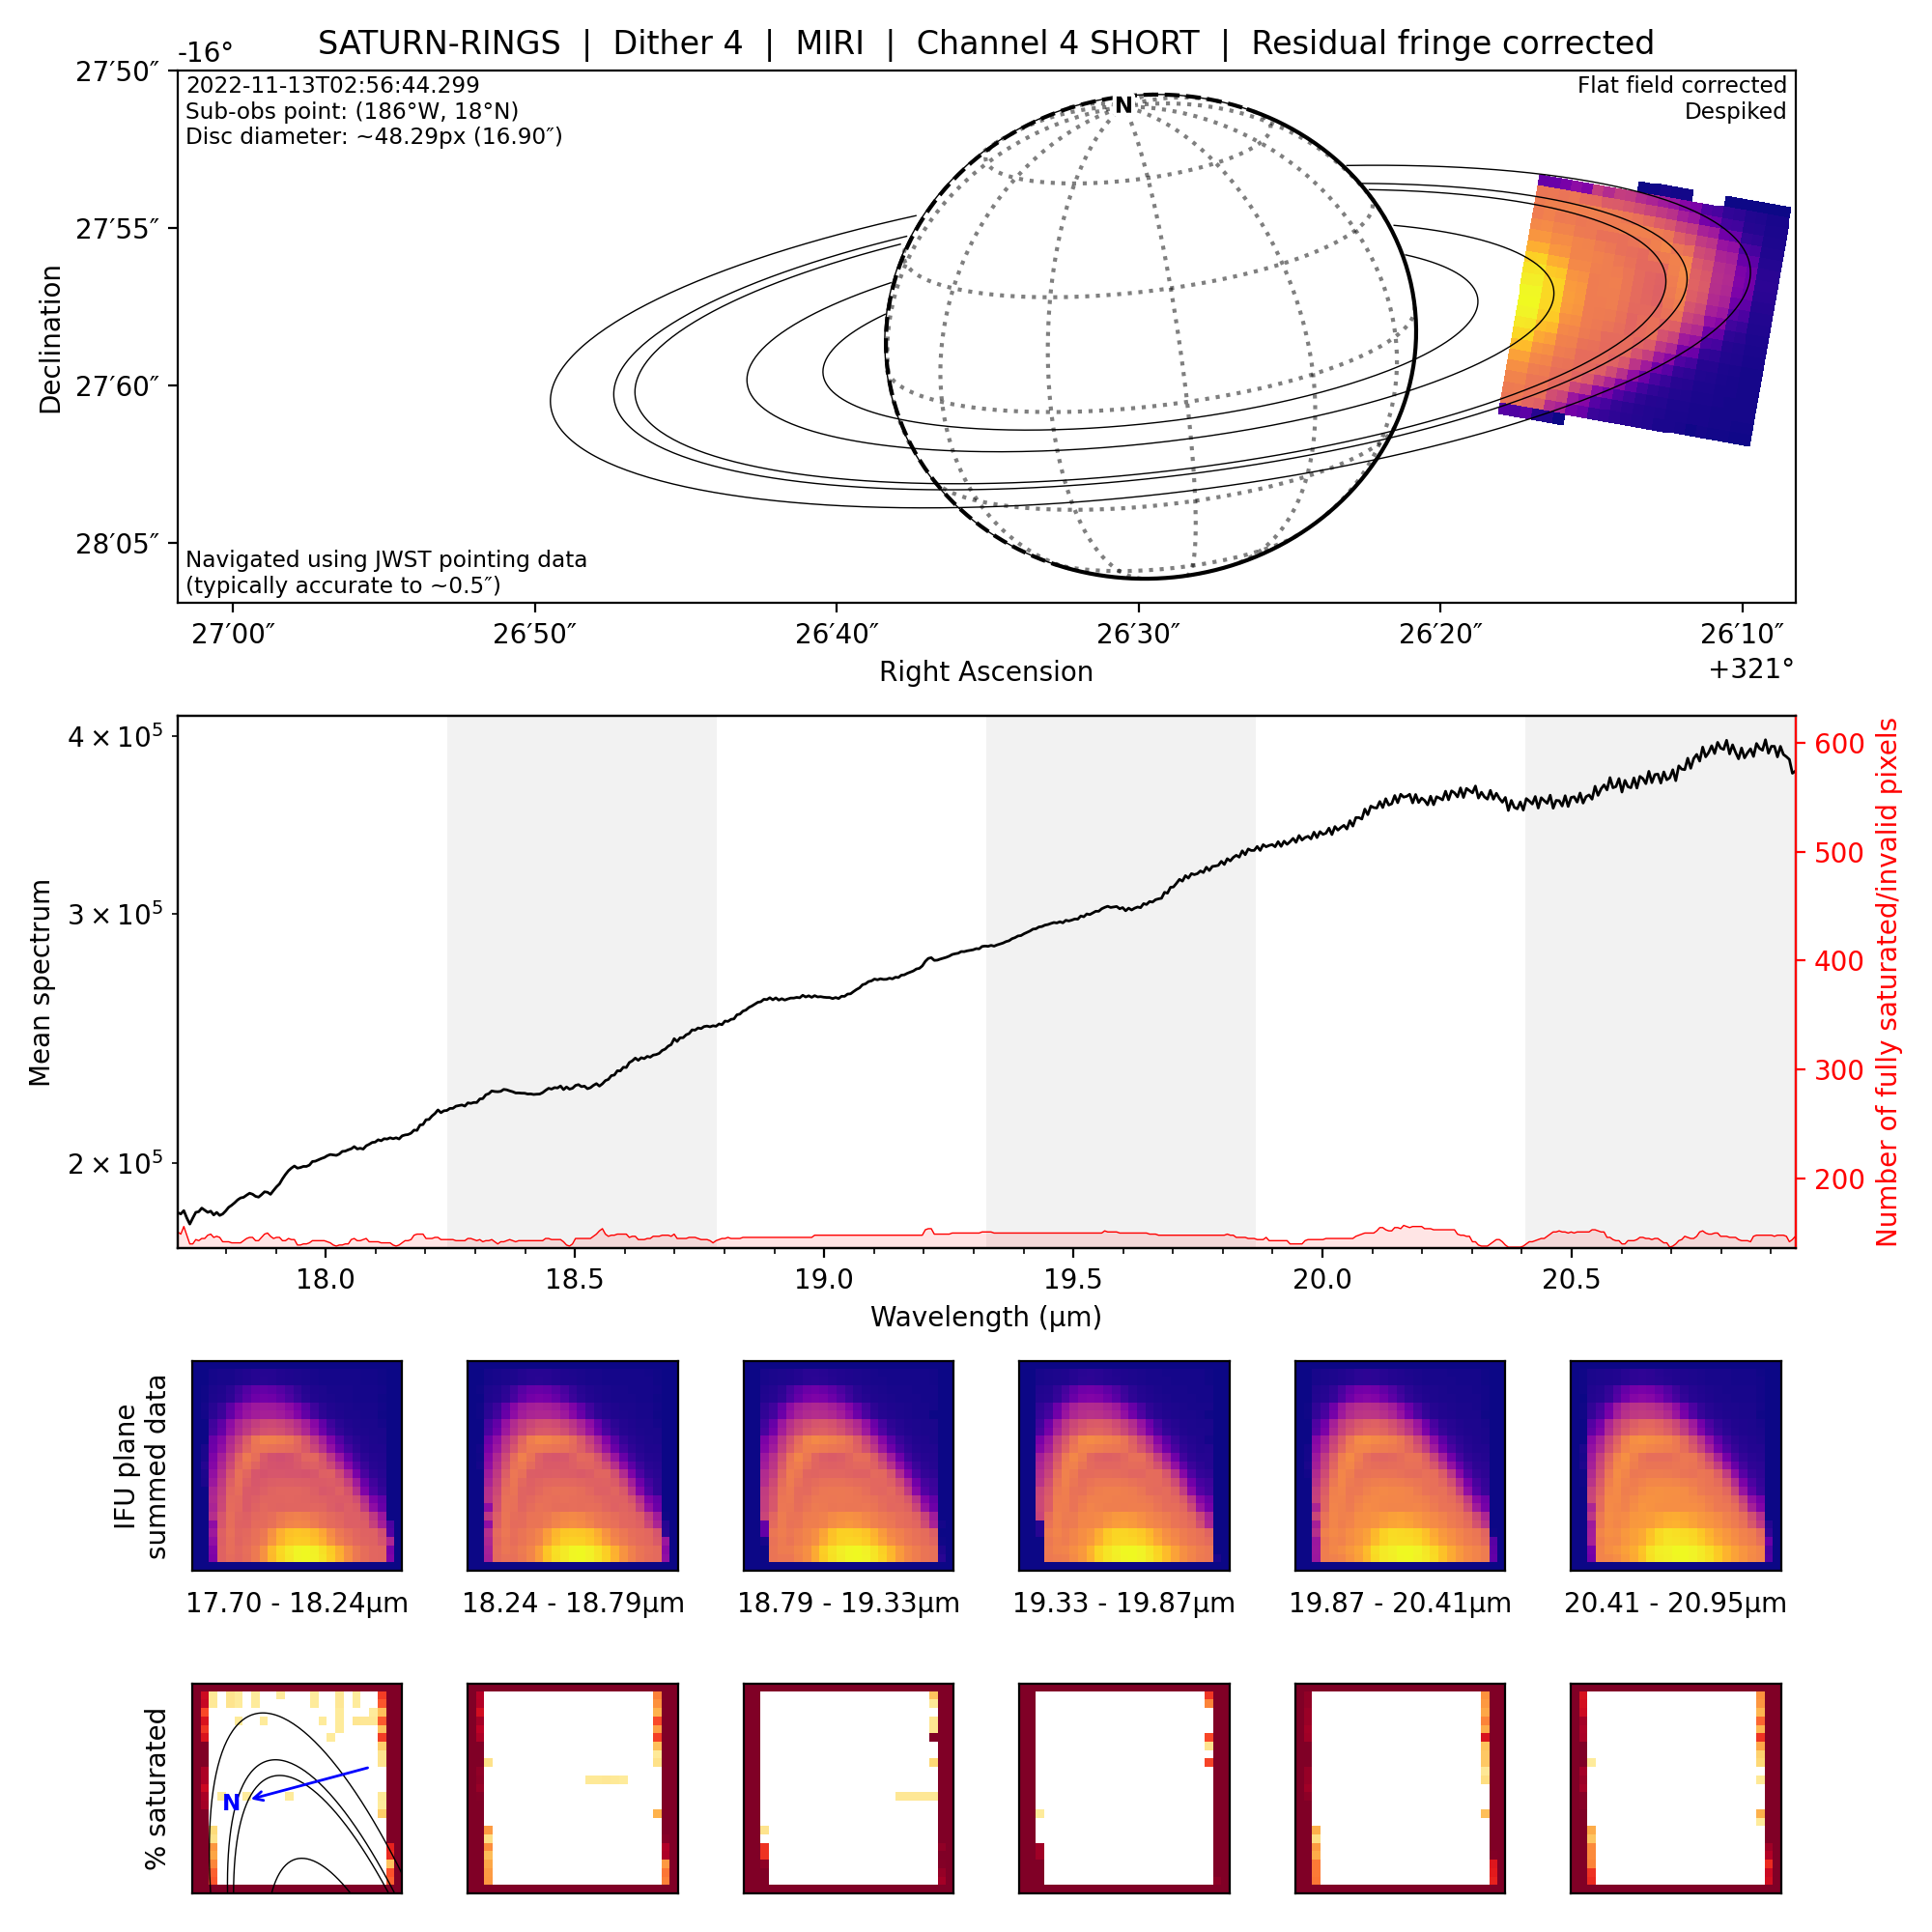 SATURN-RINGS | Dither 4 | MIRI | Channel 4 SHORT | Residual fringe corrected
-16°
2022-11-13T02:56:44.299
Sub-obs point: (186°W, 18°N)
Disc diameter: ~48.29px (16.90″)
Flat field corrected
Despiked
N
27′50″
27′55″
27′60″
28′05″
Declination
Navigated using JWST pointing data
(typically accurate to ~0.5″)
27′00″ 26′50″ 26′40″ 26′30″ 26′20″ 26′10″
Right Ascension
+321°
4 × 10⁵
3 × 10⁵
2 × 10⁵
Mean spectrum
600
500
400
300
200
Number of fully saturated/invalid pixels
18.0 18.5 19.0 19.5 20.0 20.5
Wavelength (µm)
IFU plane
summed data
17.70 - 18.24µm 18.24 - 18.79µm 18.79 - 19.33µm 19.33 - 19.87µm 19.87 - 20.41µm 20.41 - 20.95µm
% saturated
N